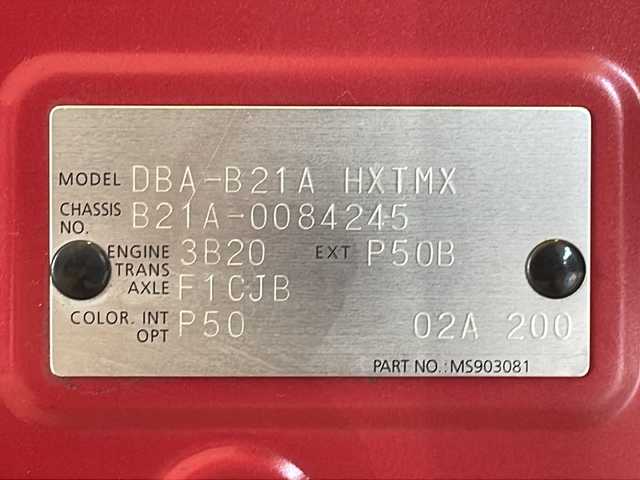 MODEL DBA-B21A HXTMX
CHASSIS NO. B21A-0084245
ENGINE 3B20 EXT P50B
TRANS AXLE F1CJB
COLOR. INT OPT P50 02A 200
PART NO.: MS903081